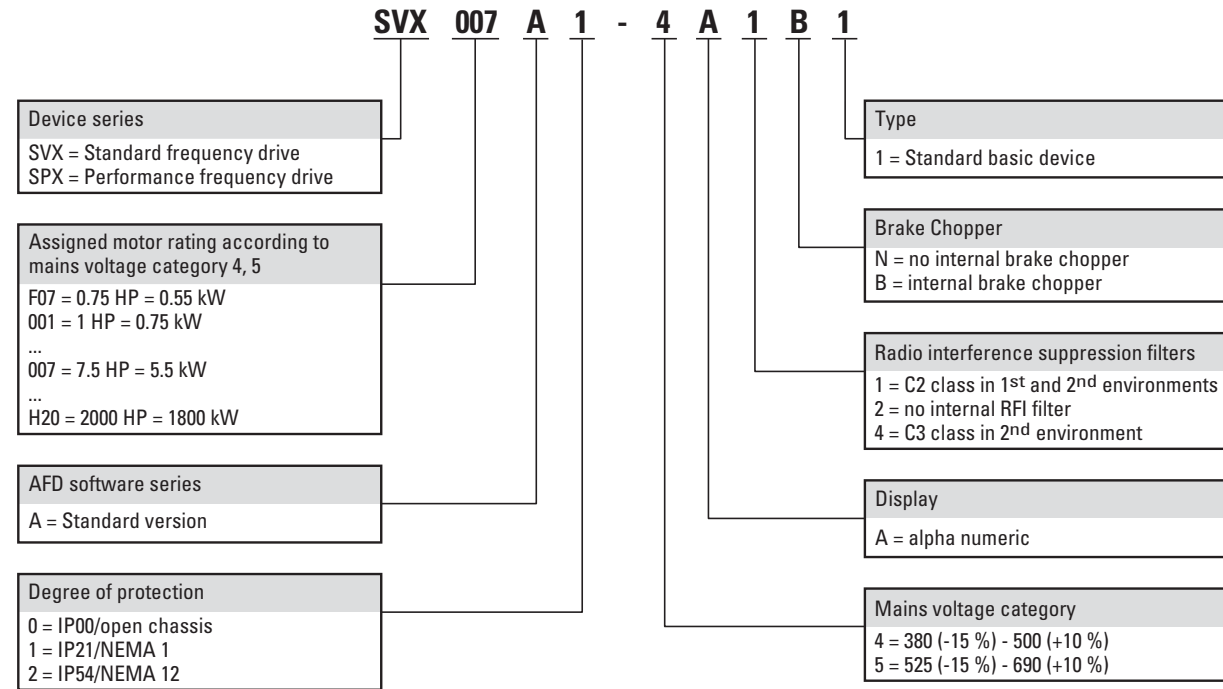 SVX 007 A 1 - 4 A 1 B 1
Device series
SVX = Standard frequency drive
SPX = Performance frequency drive
Assigned motor rating according to
mains voltage category 4, 5
F07 = 0.75 HP = 0.55 kW
001 = 1 HP = 0.75 kW
...
007 = 7.5 HP = 5.5 kW
...
H20 = 2000 HP = 1800 kW
AFD software series
A = Standard version
Degree of protection
0 = IP00/open chassis
1 = IP21/NEMA 1
2 = IP54/NEMA 12
Type
1 = Standard basic device
Brake Chopper
N = no internal brake chopper
B = internal brake chopper
Radio interference suppression filters
1 = C2 class in 1st and 2nd environments
2 = no internal RFI filter
4 = C3 class in 2nd environment
Display
A = alpha numeric
Mains voltage category
4 = 380 (-15 %) - 500 (+10 %)
5 = 525 (-15 %) - 690 (+10 %)